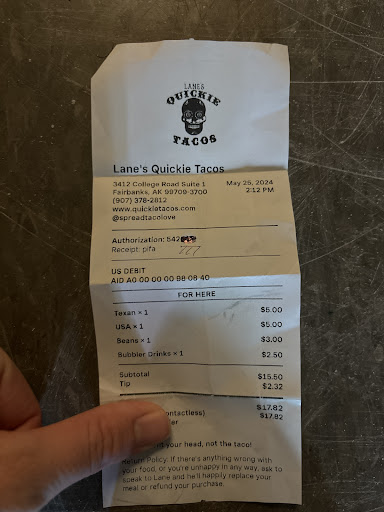 LANE'S
QUICKIE
TACOS
Lane's Quickie Tacos
3412 College Road Suite 1 May 25, 2024
Fairbanks, AK 99709-3700 2:12 PM
(907) 378-2812
www.quickietacos.com
@spreadtacolove
Authorization: 542
Receipt: pifa
US DEBIT
AID A0 00 00 00 98 08 40
FOR HERE
Texan × 1 $5.00
USA × 1 $5.00
Beans × 1 $3.00
Bubbler Drinks × 1 $2.50
Subtotal $15.50
Tip $2.32
$17.82
contactless) $17.82
your head, not the taco!
Return Policy: If there's anything wrong with
your food, or you're unhappy in any way, ask to
speak to Lane and he'll happily replace your
meal or refund your purchase.